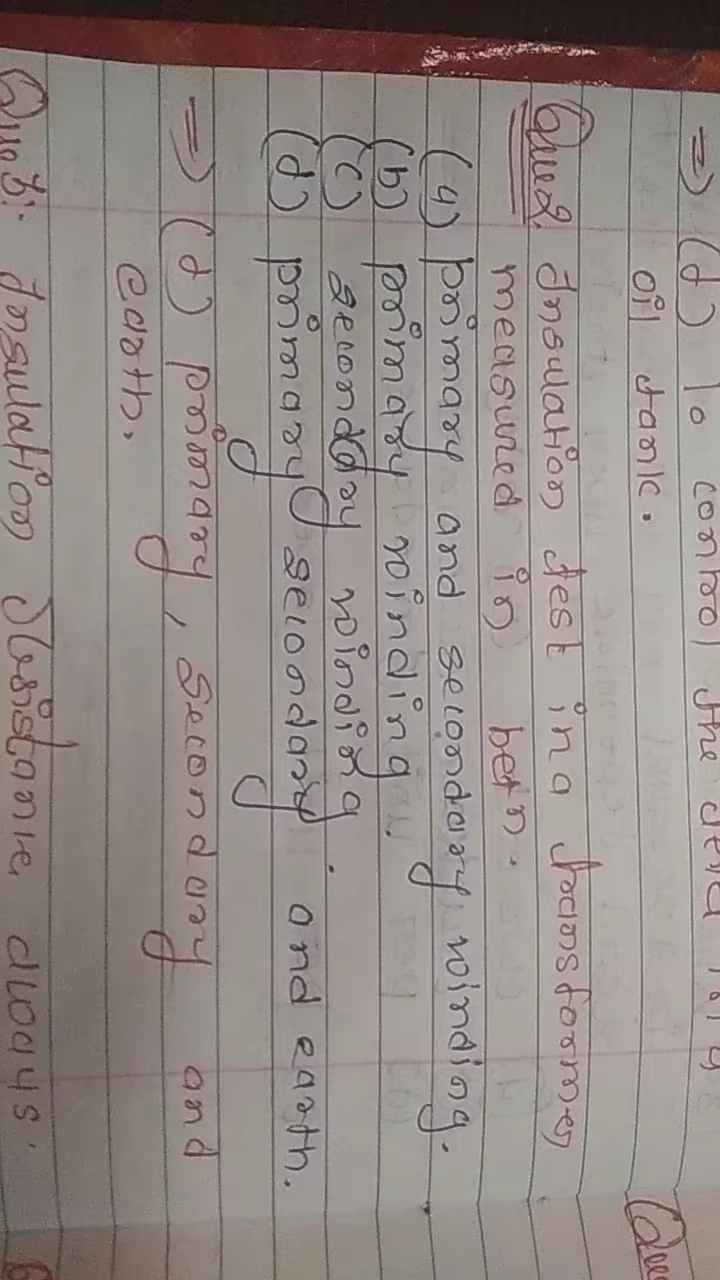 => (d) To control the
oil tank.
Que2. Insulation test in a transformer
measured in betn.
(a) primary and secondary winding.
(b) primary winding.
(c) secondary winding.
(d) primary secondary and earth.
=> (d) primary, secondary and
earth.
Que3: Insulation resistance always.